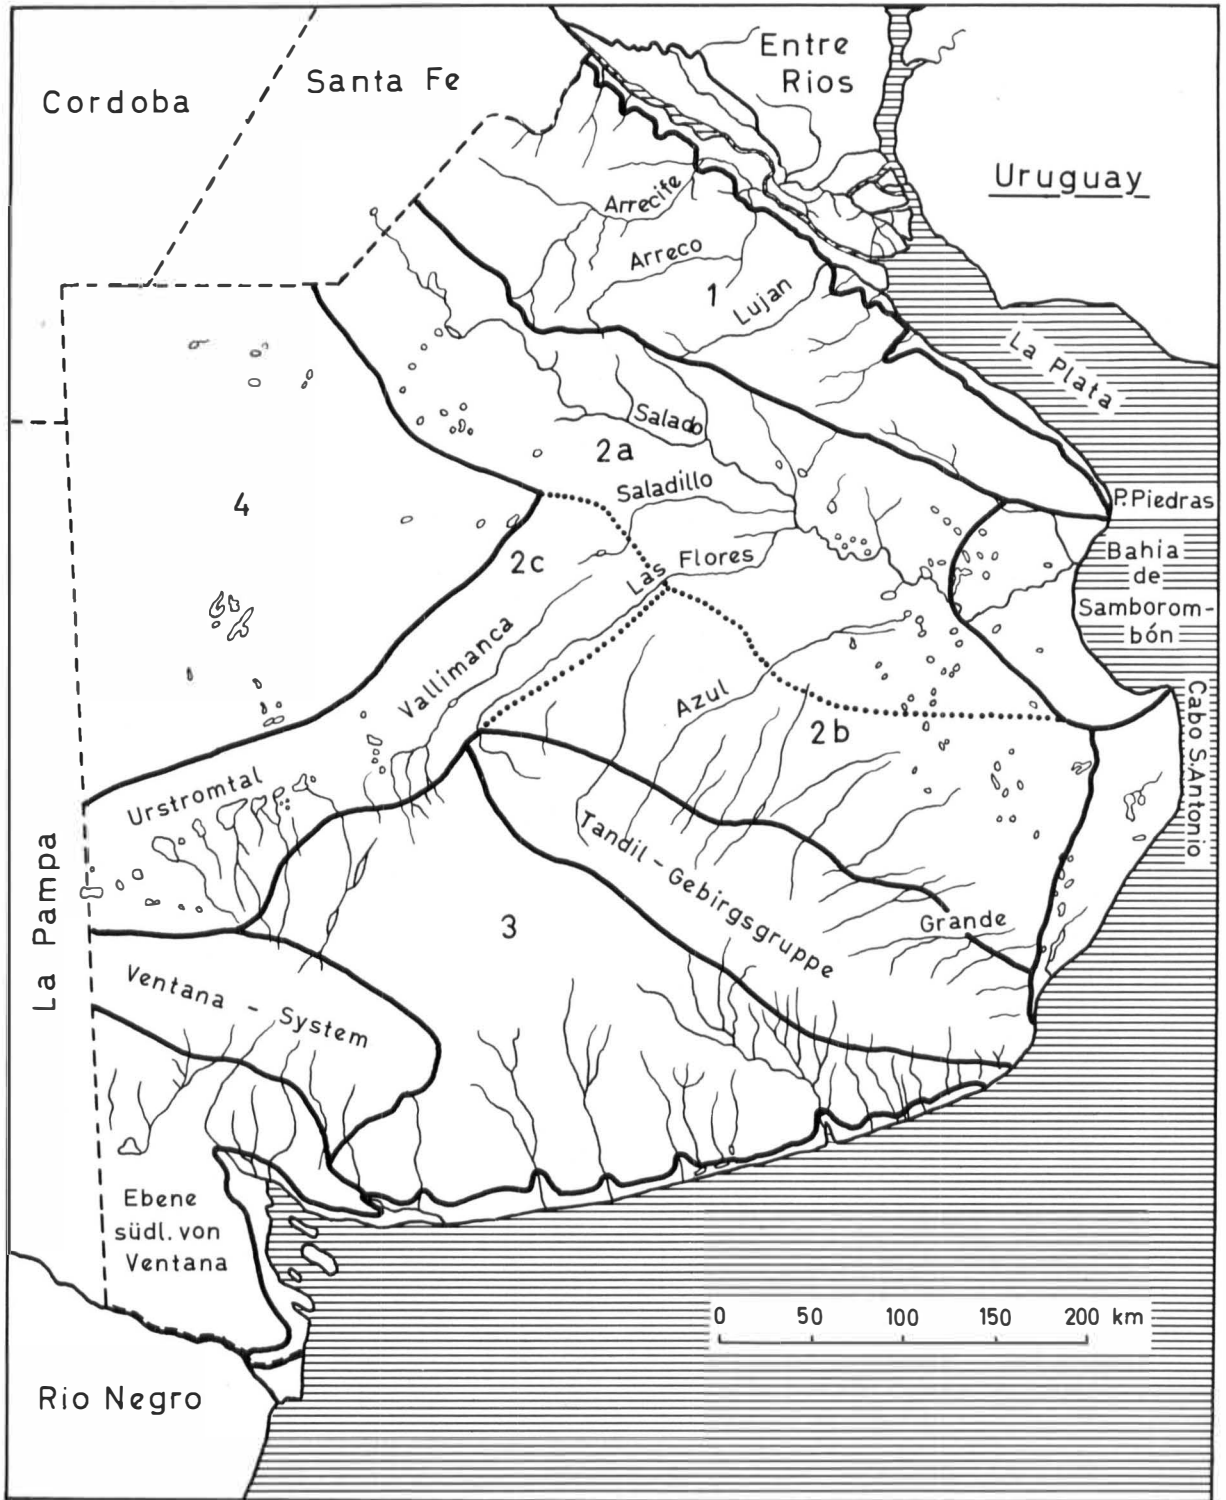 Entre
Rios
Santa Fe
Cordoba
Uruguay
Arrecife
Arreco
1
Lujan
La Plata
Salado
2a
Saladillo
4
P. Piedras
2c
Las Flores
Bahia
de
Samborom-
bón
Vallimanca
Azul
2b
Cabo S. Antonio
Urstromtal
Tandil - Gebirgsgruppe
La Pampa
3
Grande
Ventana - System
Ebene
südl. von
Ventana
0 50 100 150 200 km
Rio Negro